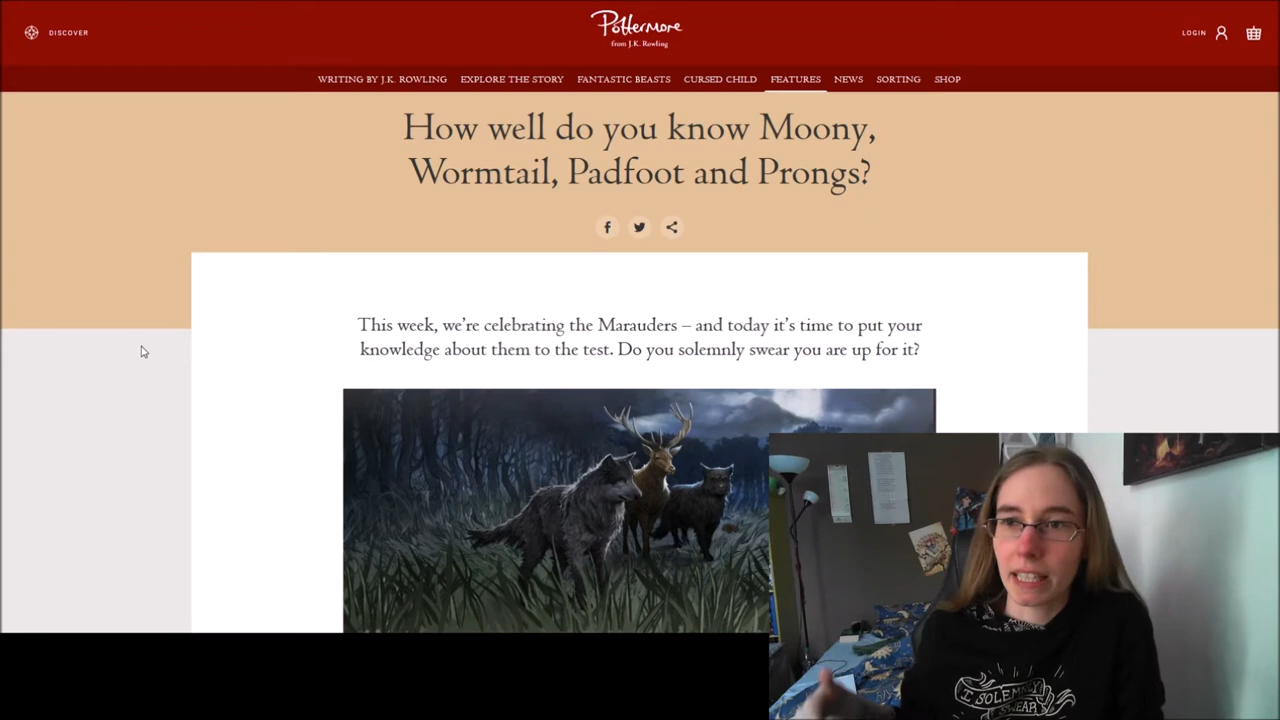 DISCOVER
Pottermore
from J.K. Rowling
LOGIN
WRITING BY J.K. ROWLING EXPLORE THE STORY FANTASTIC BEASTS CURSED CHILD FEATURES NEWS SORTING SHOP
How well do you know Moony,
Wormtail, Padfoot and Prongs?
This week, we’re celebrating the Marauders – and today it’s time to put your
knowledge about them to the test. Do you solemnly swear you are up for it?
I SOLEMNLY
SWEAR